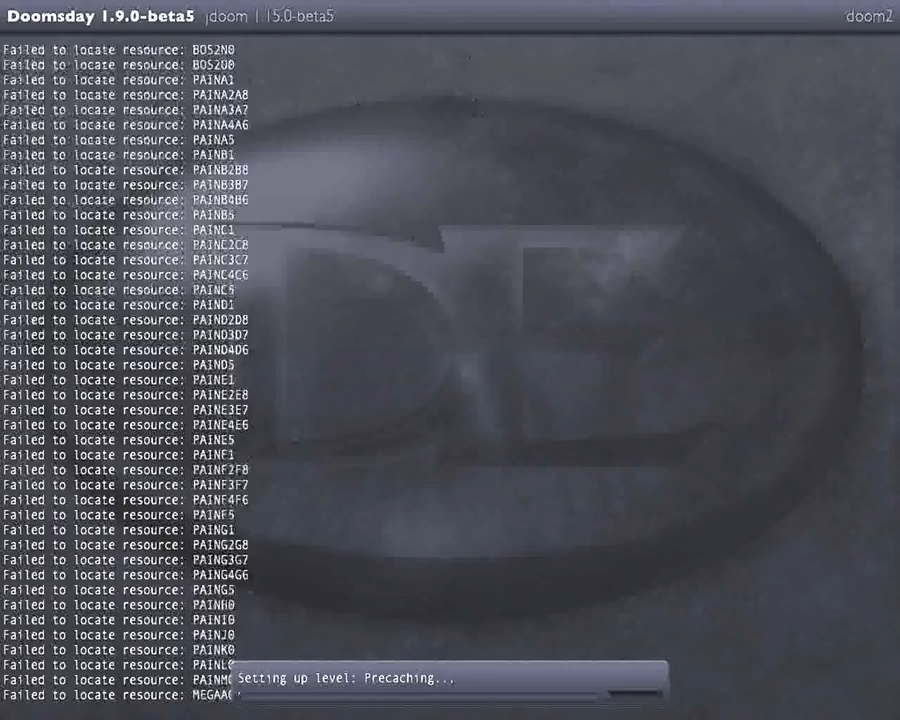 Doomsday 1.9.0-beta5 jdoom 1.15.0-beta5 doom2
Failed to locate resource: BOS2N0
Failed to locate resource: BOS2O0
Failed to locate resource: PAINA1
Failed to locate resource: PAINA2A8
Failed to locate resource: PAINA3A7
Failed to locate resource: PAINA4A6
Failed to locate resource: PAINA5
Failed to locate resource: PAINB1
Failed to locate resource: PAINB2B8
Failed to locate resource: PAINB3B7
Failed to locate resource: PAINB4B6
Failed to locate resource: PAINB5
Failed to locate resource: PAINC1
Failed to locate resource: PAINC2C8
Failed to locate resource: PAINC3C7
Failed to locate resource: PAINC4C6
Failed to locate resource: PAINC5
Failed to locate resource: PAIND1
Failed to locate resource: PAIND2D8
Failed to locate resource: PAIND3D7
Failed to locate resource: PAIND4D6
Failed to locate resource: PAIND5
Failed to locate resource: PAINE1
Failed to locate resource: PAINE2E8
Failed to locate resource: PAINE3E7
Failed to locate resource: PAINE4E6
Failed to locate resource: PAINE5
Failed to locate resource: PAINF1
Failed to locate resource: PAINF2F8
Failed to locate resource: PAINF3F7
Failed to locate resource: PAINF4F6
Failed to locate resource: PAINF5
Failed to locate resource: PAING1
Failed to locate resource: PAING2G8
Failed to locate resource: PAING3G7
Failed to locate resource: PAING4G6
Failed to locate resource: PAING5
Failed to locate resource: PAINH0
Failed to locate resource: PAINI0
Failed to locate resource: PAINJ0
Failed to locate resource: PAINK0
Failed to locate resource: PAINL0
Failed to locate resource: PAINM0
Failed to locate resource: MEGAA0
Setting up level: Precaching...
DE